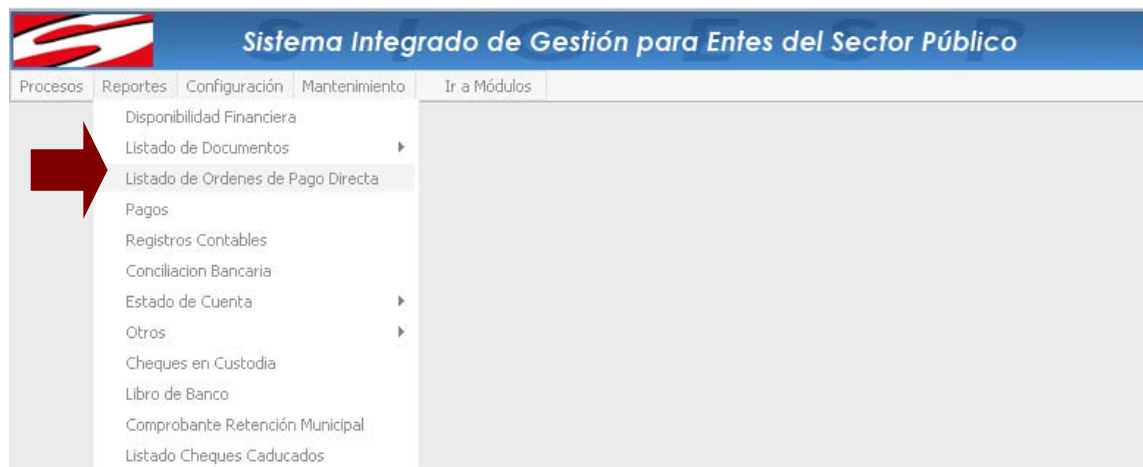 S I G E S P
Sistema Integrado de Gestión para Entes del Sector Público
Procesos Reportes Configuración Mantenimiento Ir a Módulos
Disponibilidad Financiera
Listado de Documentos
Listado de Ordenes de Pago Directa
Pagos
Registros Contables
Conciliacion Bancaria
Estado de Cuenta
Otros
Cheques en Custodia
Libro de Banco
Comprobante Retención Municipal
Listado Cheques Caducados